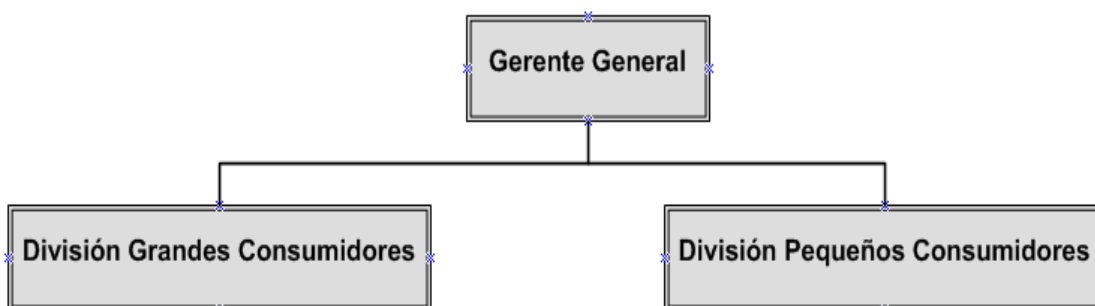 Gerente General
División Grandes Consumidores
División Pequeños Consumidores